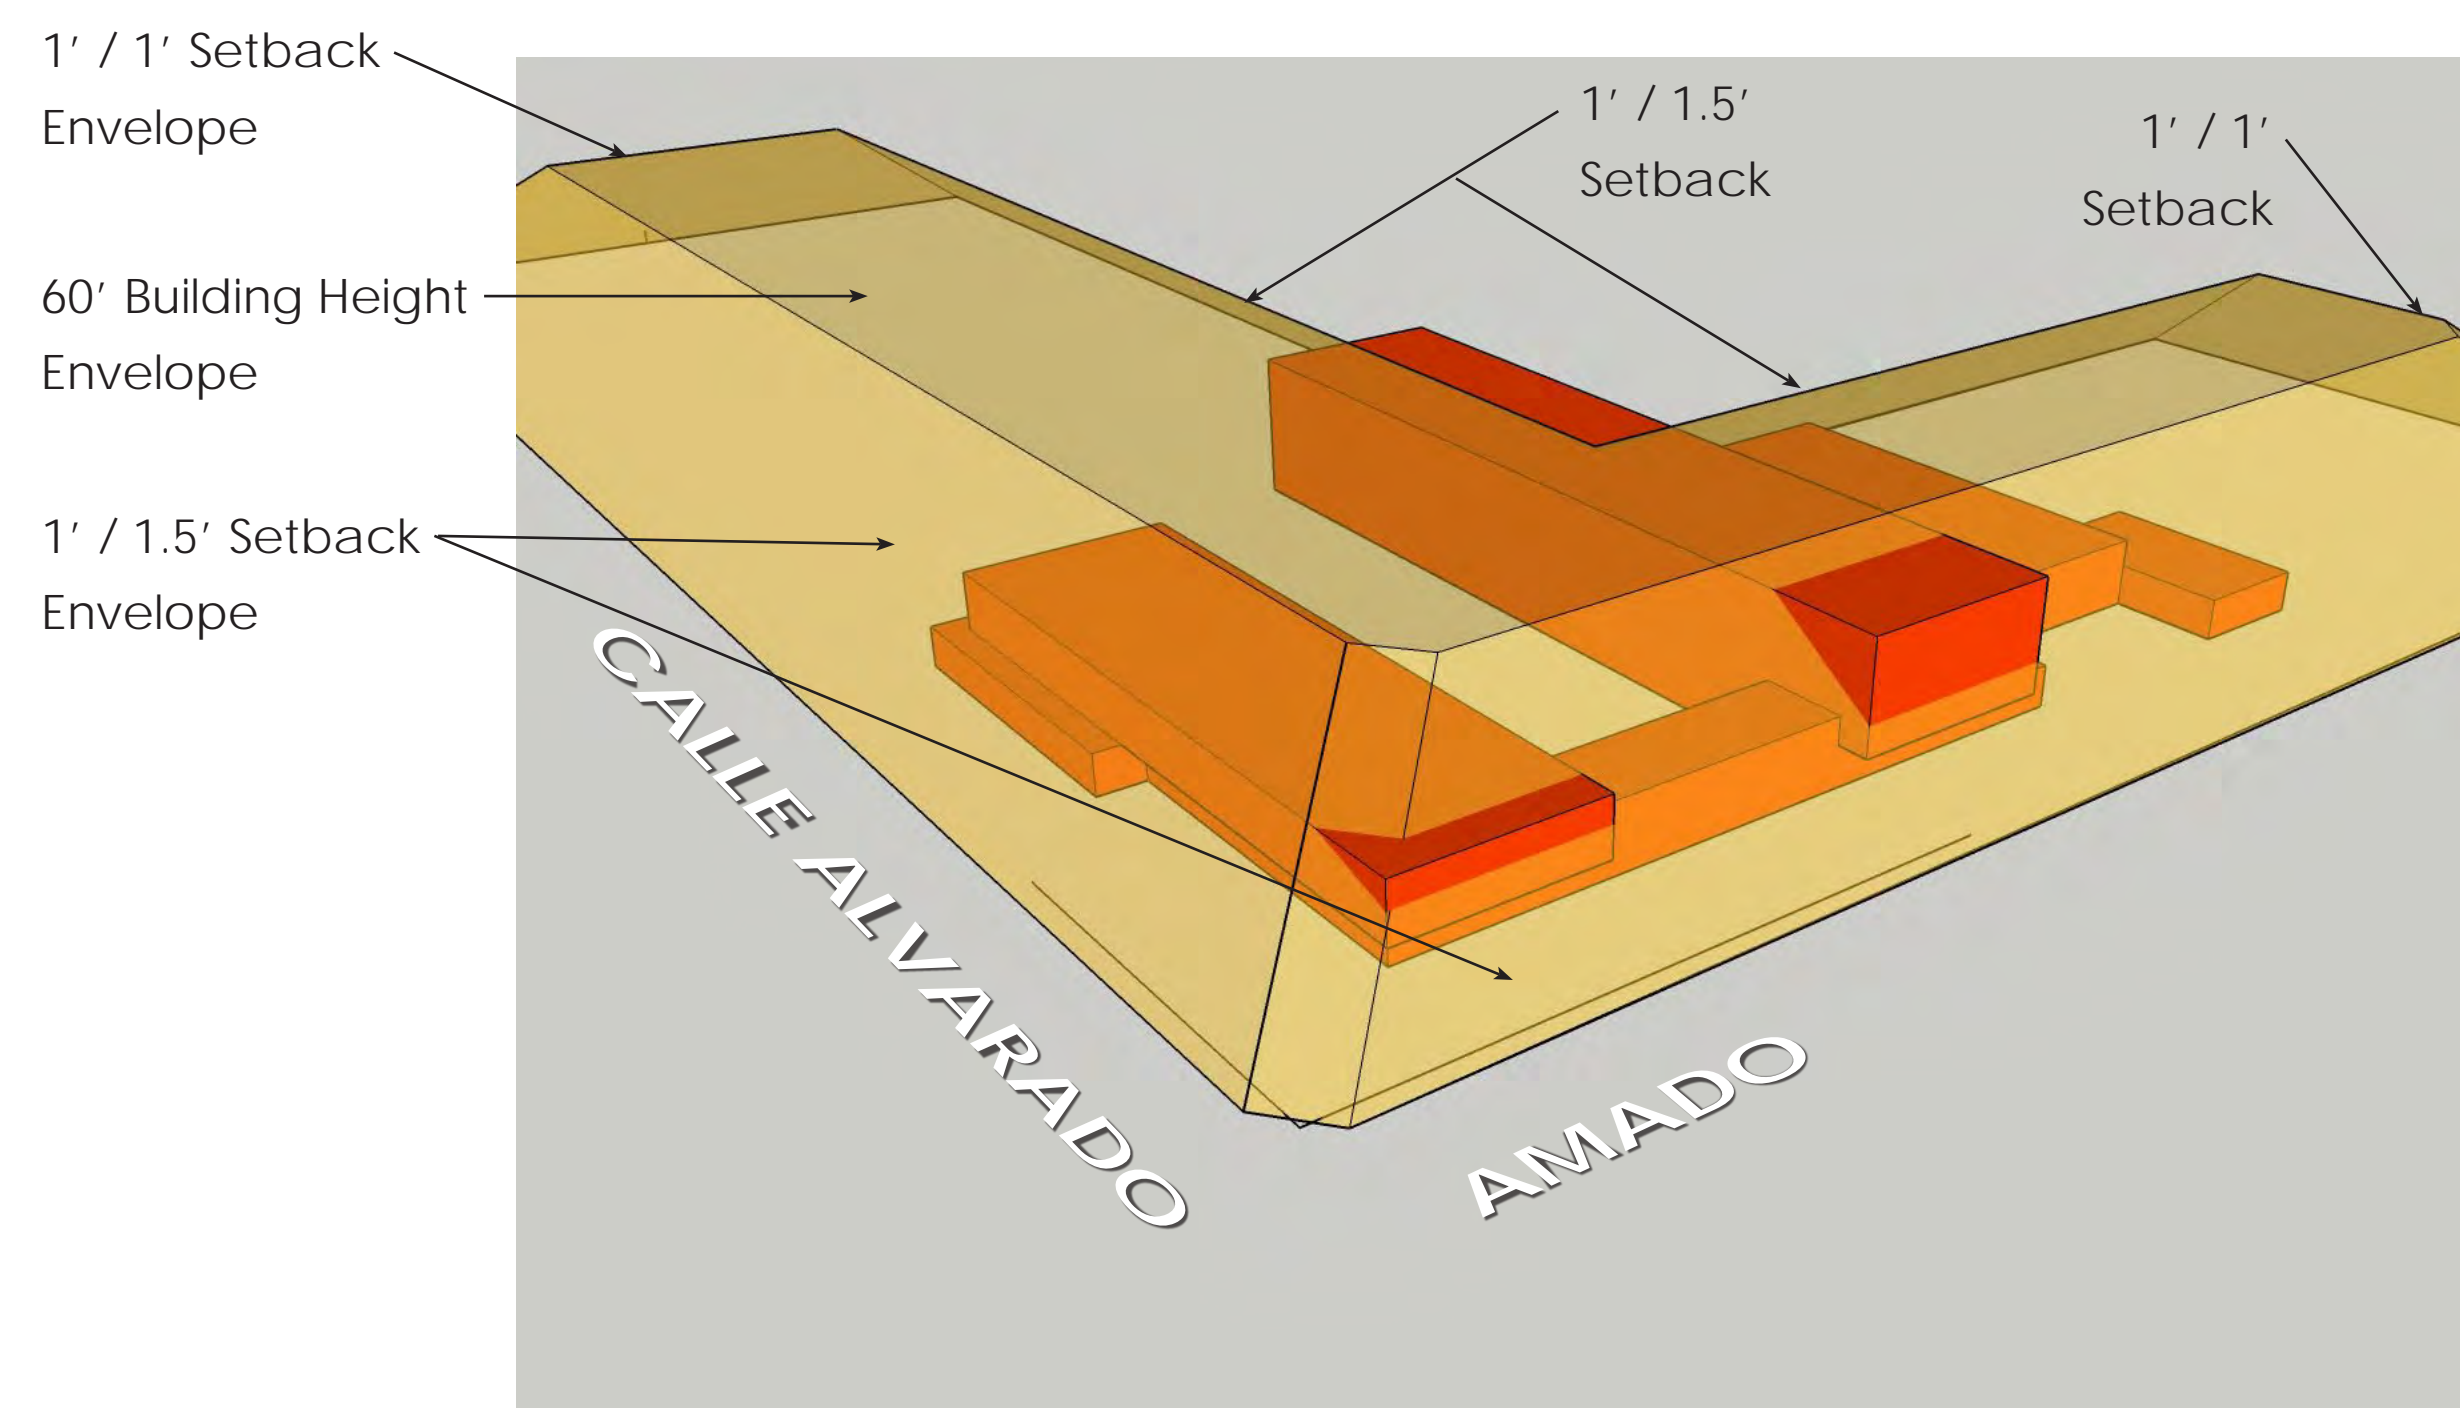 1′ / 1′ Setback
Envelope
60′ Building Height
Envelope
1′ / 1.5′ Setback
Envelope
1′ / 1.5′
Setback
1′ / 1′
Setback
CALLE ALVARADO
AMADO